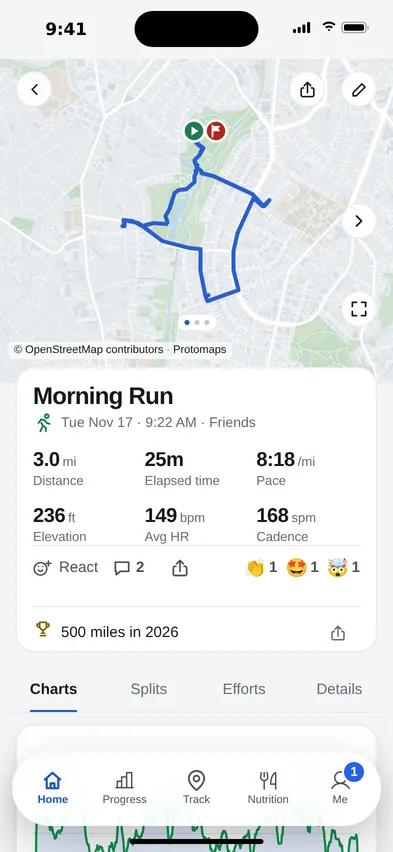 9:41
© OpenStreetMap contributors · Protomaps
Morning Run
Tue Nov 17 · 9:22 AM · Friends
3.0 mi 25m 8:18 /mi
Distance Elapsed time Pace
236 ft 149 bpm 168 spm
Elevation Avg HR Cadence
React 2 👏 1 🤩 1 🤯 1
500 miles in 2026
Charts Splits Efforts Details
1
Home Progress Track Nutrition Me